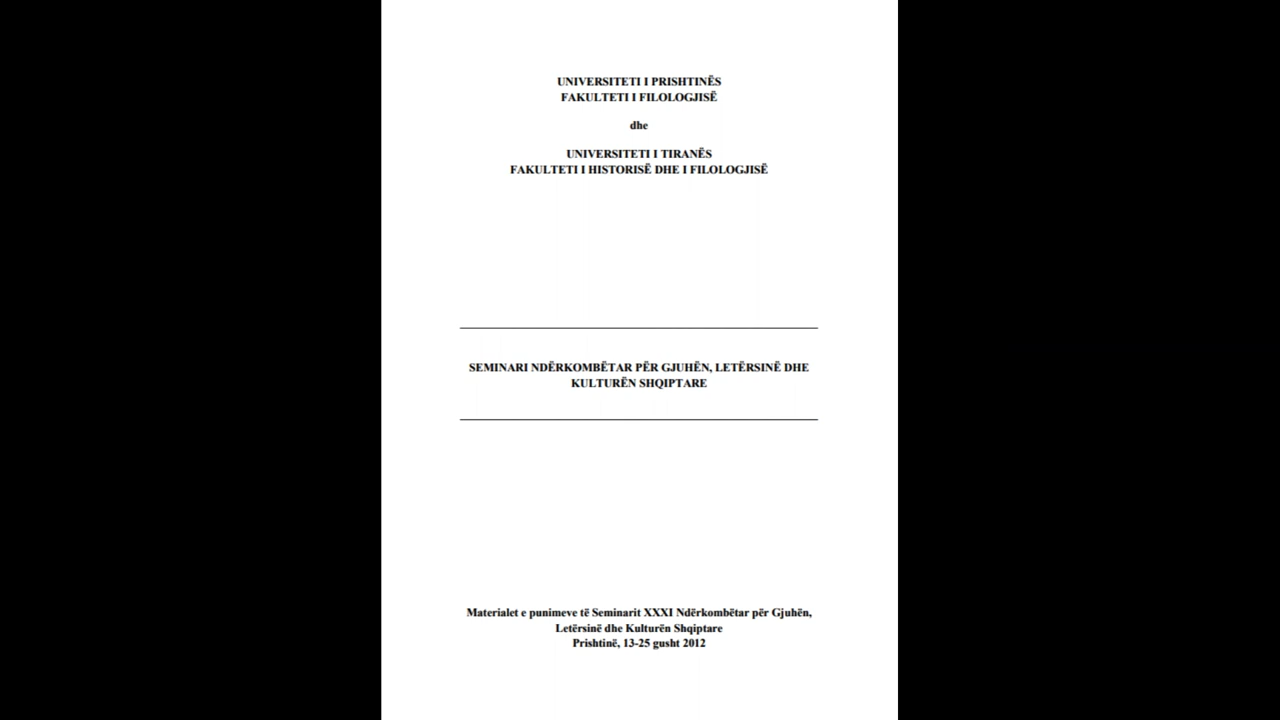 UNIVERSITETI I PRISHTINËS
FAKULTETI I FILOLOGJISË
dhe
UNIVERSITETI I TIRANËS
FAKULTETI I HISTORISË DHE I FILOLOGJISË
SEMINARI NDËRKOMBËTAR PËR GJUHËN, LETËRSINË DHE
KULTURËN SHQIPTARE
Materialet e punimeve të Seminarit XXXI Ndërkombëtar për Gjuhën,
Letërsinë dhe Kulturën Shqiptare
Prishtinë, 13-25 gusht 2012